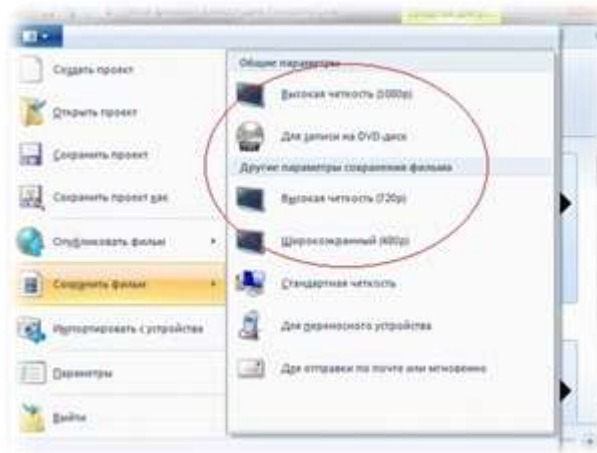 Создать проект
Открыть проект
Сохранить проект
Сохранить проект как
Опубликовать фильм
Сохранить фильм
Импортировать с устройства
Параметры
Выйти
Общие параметры
Высокая четкость (1080p)
Для записи на DVD-диск
Другие параметры сохранения фильма
Высокая четкость (720p)
Широкоэкранный (480p)
Стандартная четкость
Для переносного устройства
Для отправки по почте или мгновенно